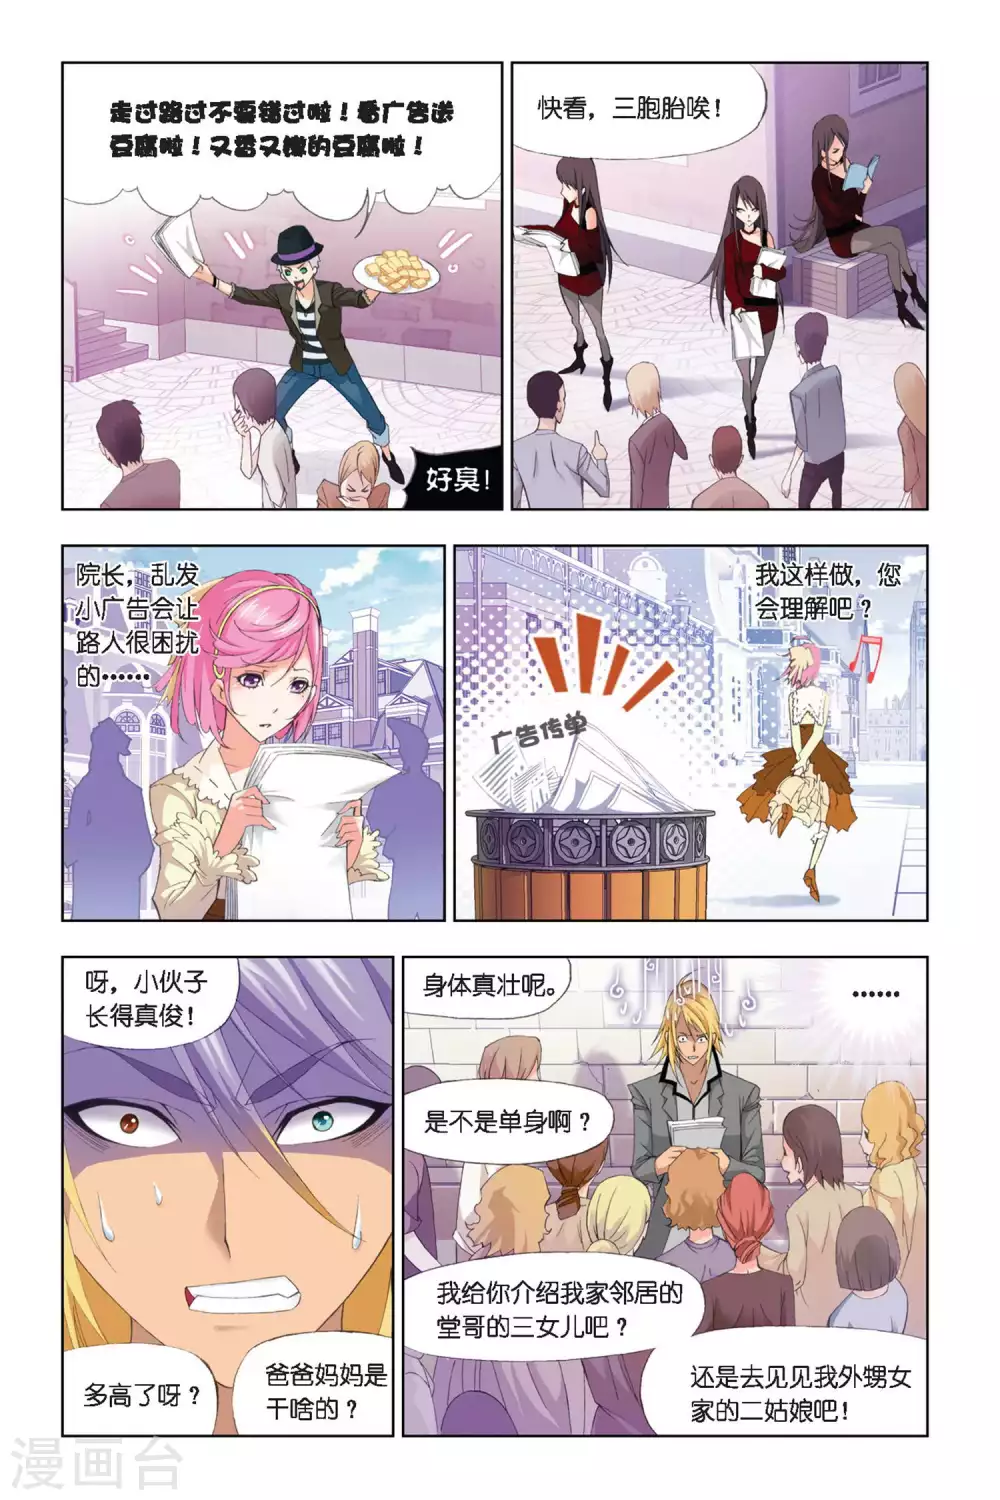 走过路过不要错过啦！看广告送
豆腐啦！又香又嫩的豆腐啦！
好臭！
快看，三胞胎唉！
院长，乱发
小广告会让
路人很困扰
的……
我这样做，您
会理解吧？
广告传单
呀，小伙子
长得真俊！
多高了呀？
爸爸妈妈是
干啥的？
身体真壮呢。
……
是不是单身啊？
我给你介绍我家邻居的
堂哥的三女儿吧？
还是去见见我外甥女
家的二姑娘吧！
漫画台